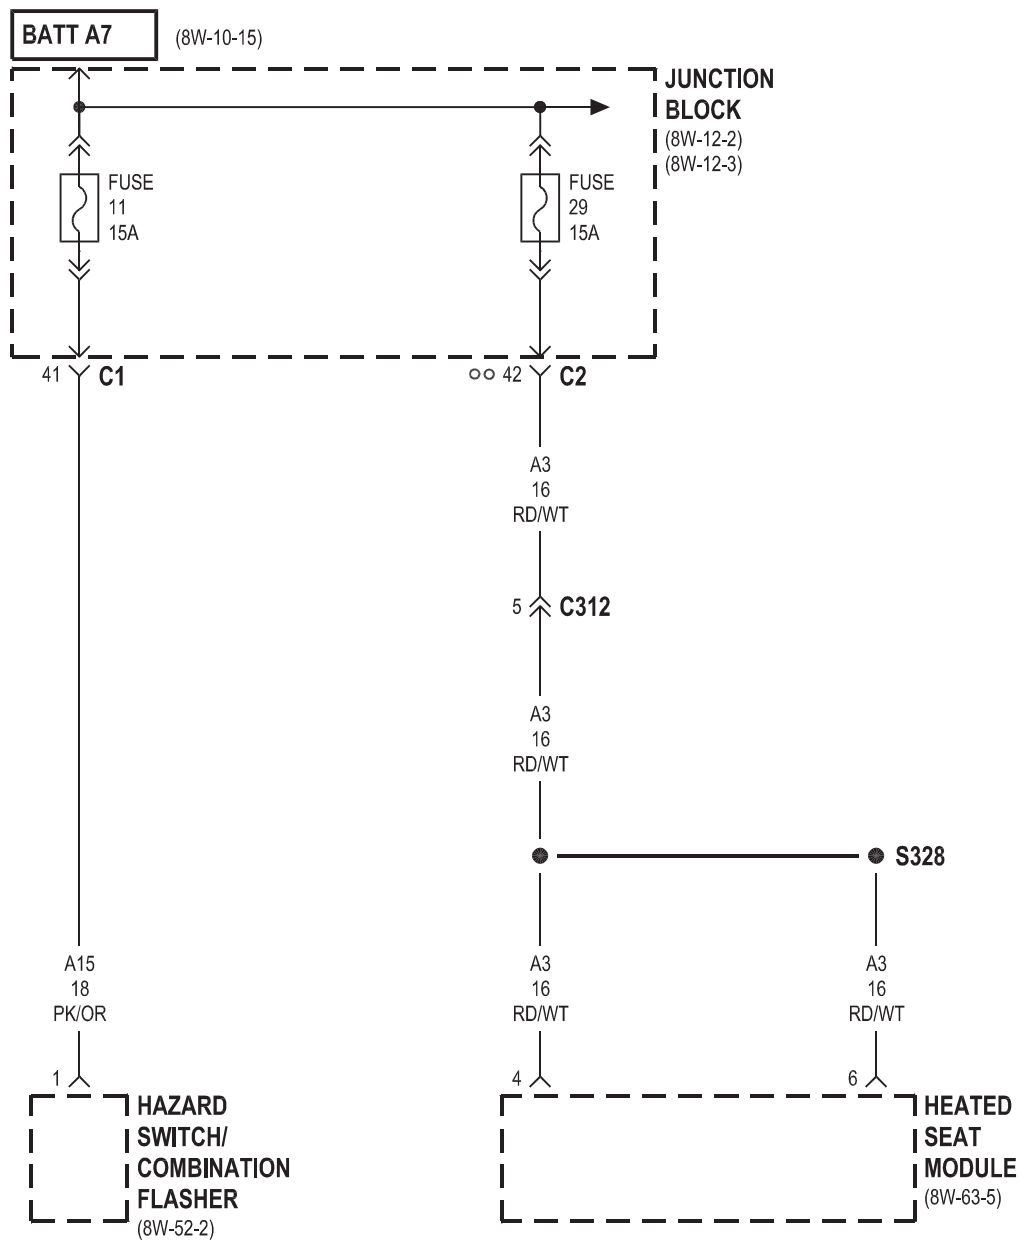 BATT A7
(8W-10-15)
JUNCTION
BLOCK
(8W-12-2)
(8W-12-3)
FUSE
11
15A
FUSE
29
15A
41
C1
42
C2
A3
16
RD/WT
5
C312
A3
16
RD/WT
S328
A15
18
PK/OR
A3
16
RD/WT
A3
16
RD/WT
1
4
6
HAZARD
SWITCH/
COMBINATION
FLASHER
(8W-52-2)
HEATED
SEAT
MODULE
(8W-63-5)